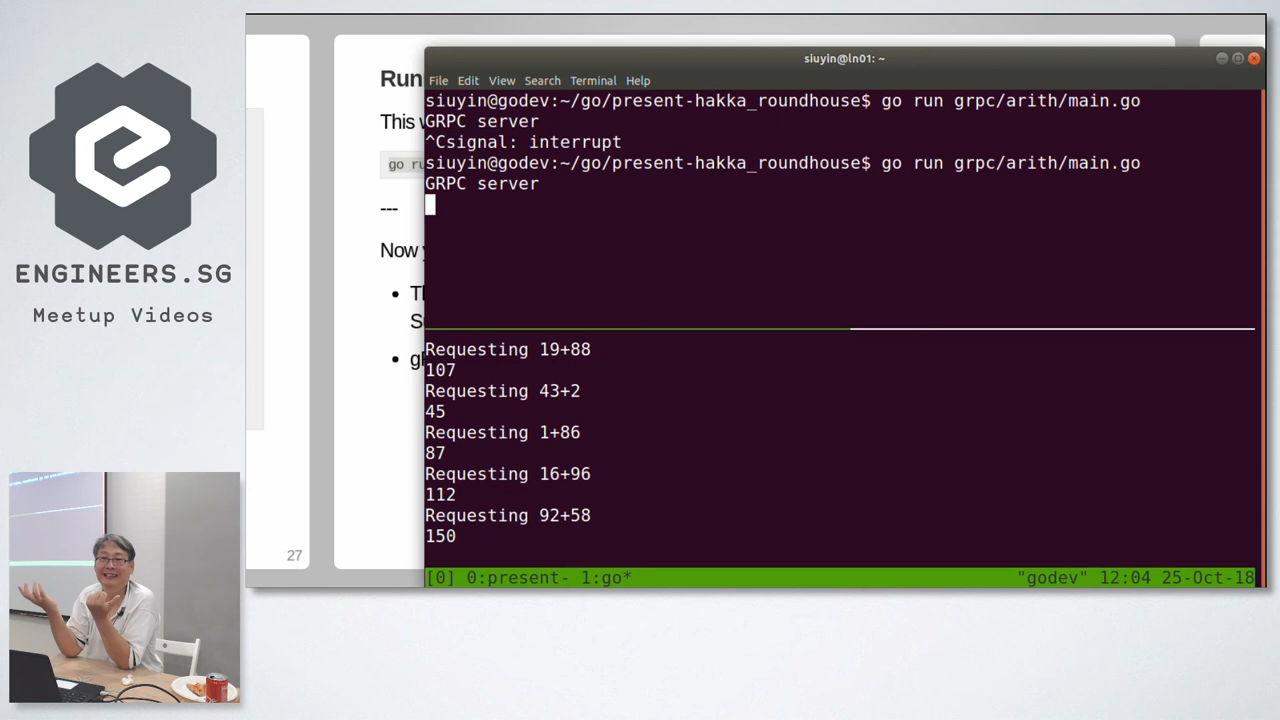 ENGINEERS.SG
Meetup Videos
27
Run
This
go ru
---
Now
siuyin@ln01: ~
File Edit View Search Terminal Help
siuyin@godev:~/go/present-hakka_roundhouse$ go run grpc/arith/main.go
GRPC server
^Csignal: interrupt
siuyin@godev:~/go/present-hakka_roundhouse$ go run grpc/arith/main.go
GRPC server
Requesting 19+88
107
Requesting 43+2
45
Requesting 1+86
87
Requesting 16+96
112
Requesting 92+58
150
[0] 0:present- 1:go* "godev" 12:04 25-Oct-18